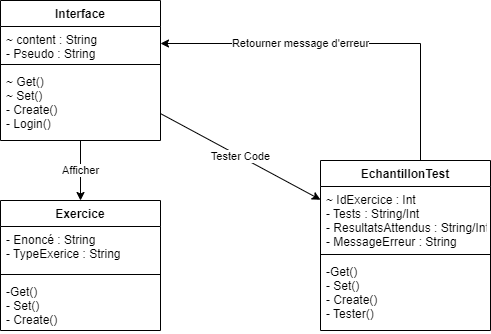 Interface
~ content : String
- Pseudo : String
~ Get()
~ Set()
- Create()
- Login()
Retourner message d'erreur
Afficher
Tester Code
Exercice
- Enoncé : String
- TypeExerice : String
-Get()
- Set()
- Create()
EchantillonTest
~ IdExercice : Int
- Tests : String/Int
- ResultatsAttendus : String/Int
- MessageErreur : String
-Get()
- Set()
- Create()
- Tester()